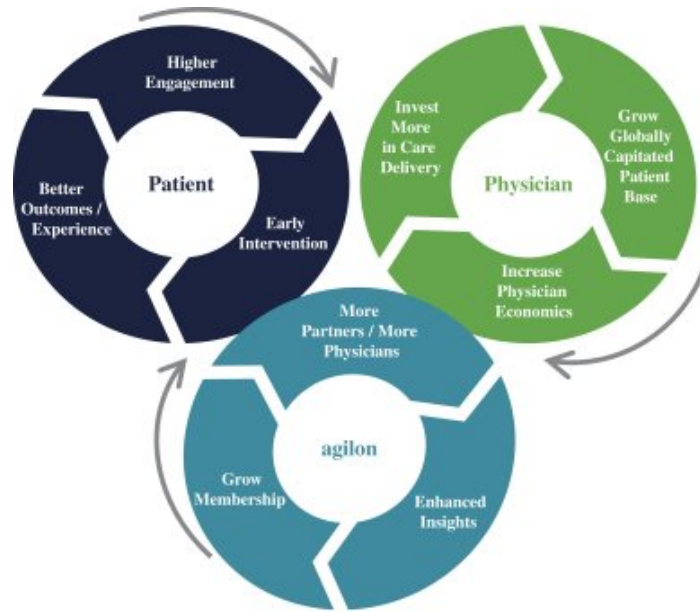 Higher
Engagement
Patient
Better
Outcomes /
Experience
Early
Intervention
Invest
More
in Care
Delivery
Physician
Grow
Globally
Capitated
Patient
Base
Increase
Physician
Economics
More
Partners / More
Physicians
agilon
Grow
Membership
Enhanced
Insights